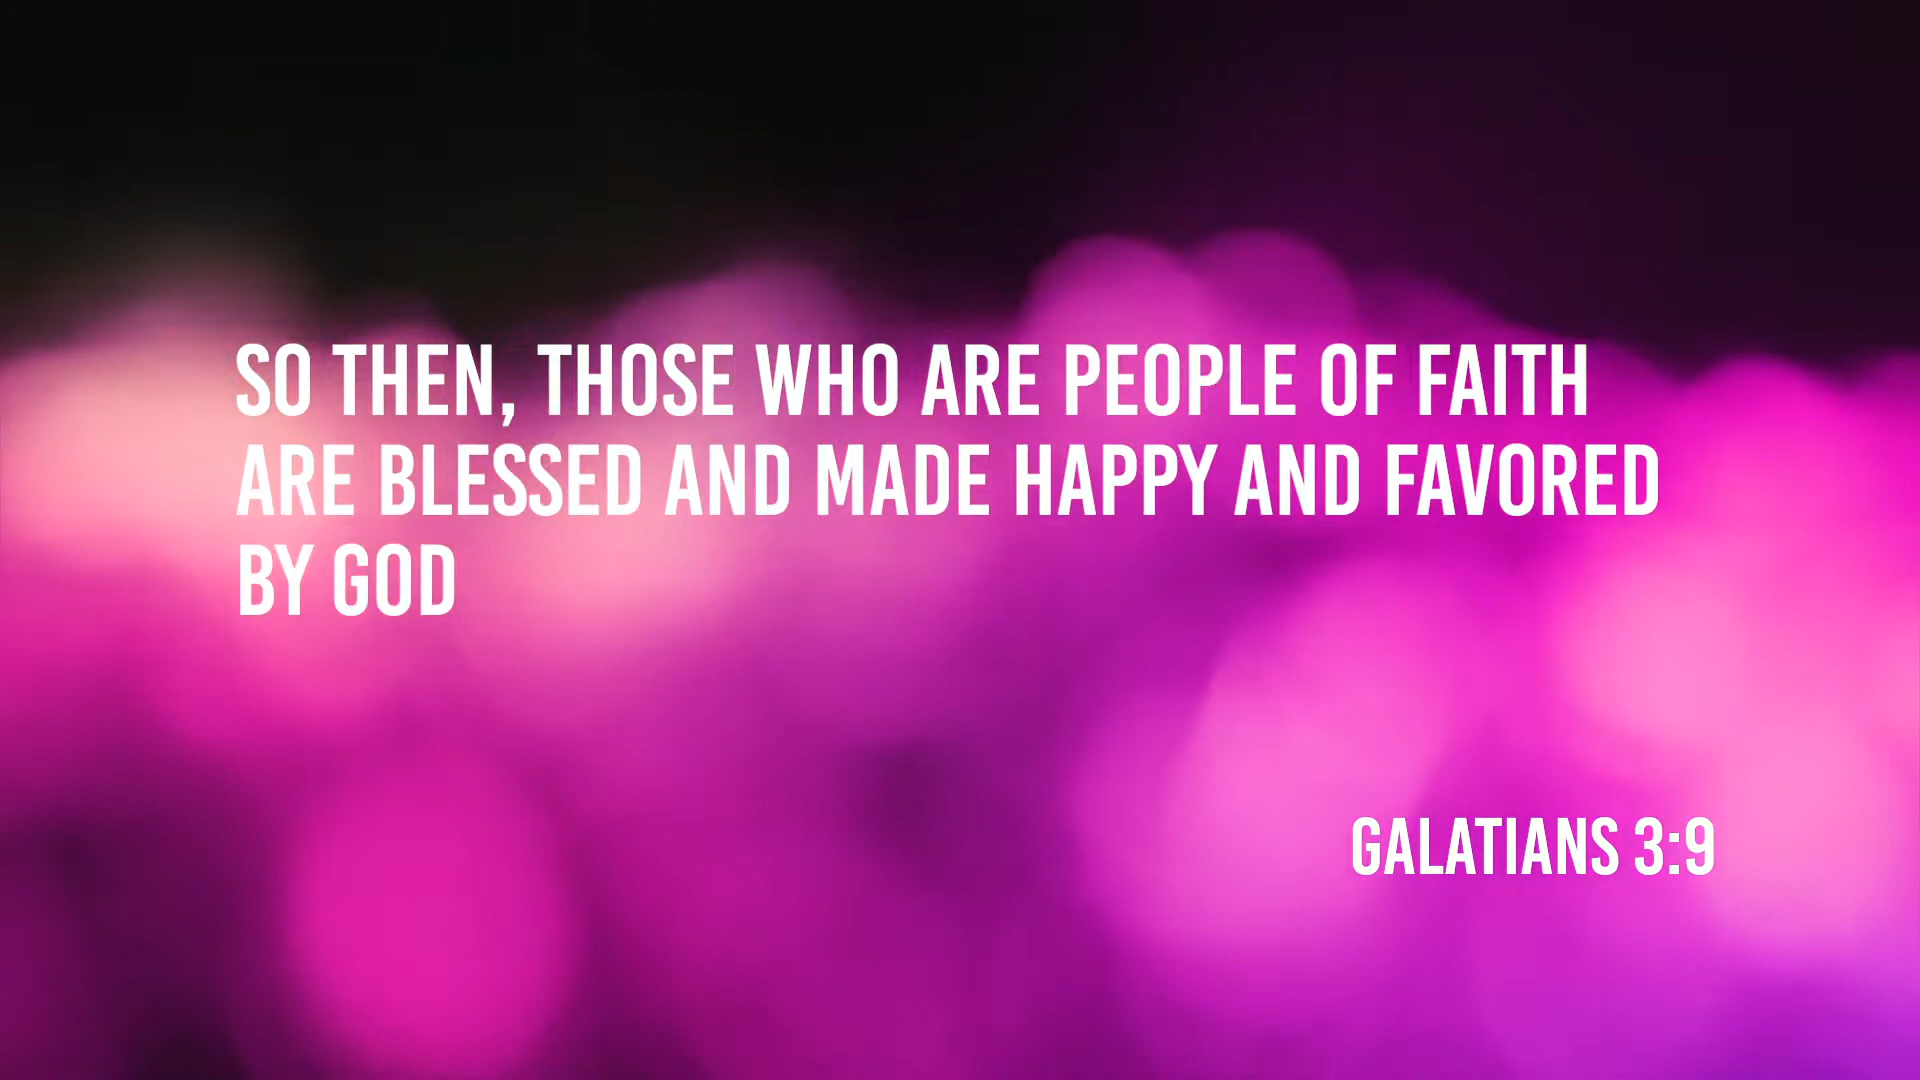 SO THEN, THOSE WHO ARE PEOPLE OF FAITH
ARE BLESSED AND MADE HAPPY AND FAVORED
BY GOD
GALATIANS 3:9